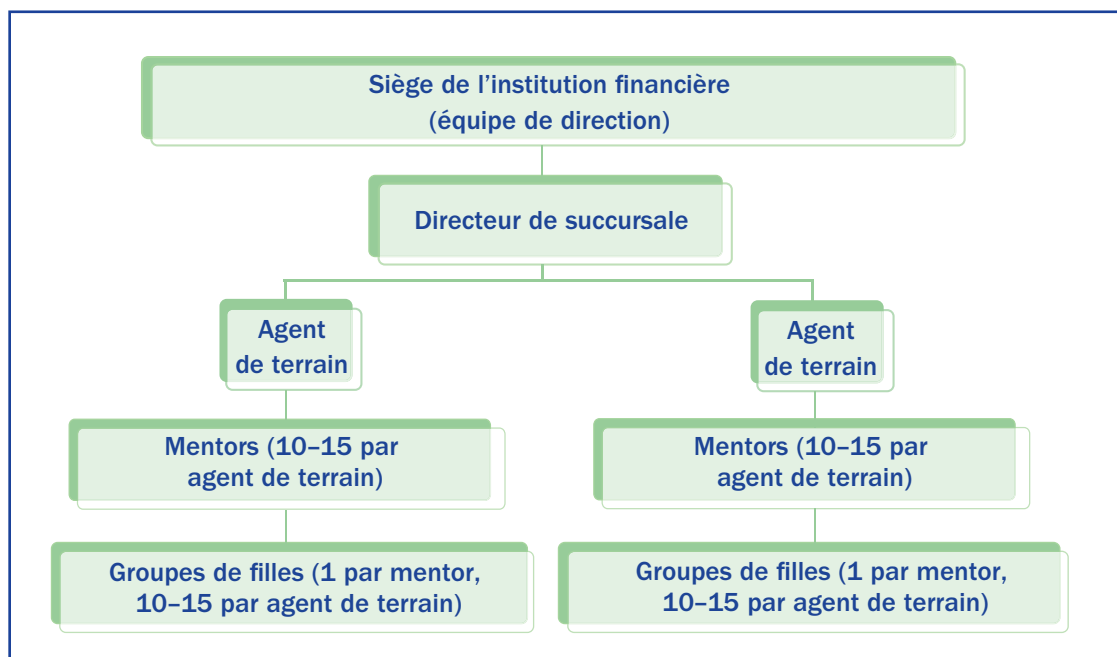 Siège de l’institution financière
(équipe de direction)
Directeur de succursale
Agent
de terrain
Agent
de terrain
Mentors (10–15 par
agent de terrain)
Mentors (10–15 par
agent de terrain)
Groupes de filles (1 par mentor,
10–15 par agent de terrain)
Groupes de filles (1 par mentor,
10–15 par agent de terrain)